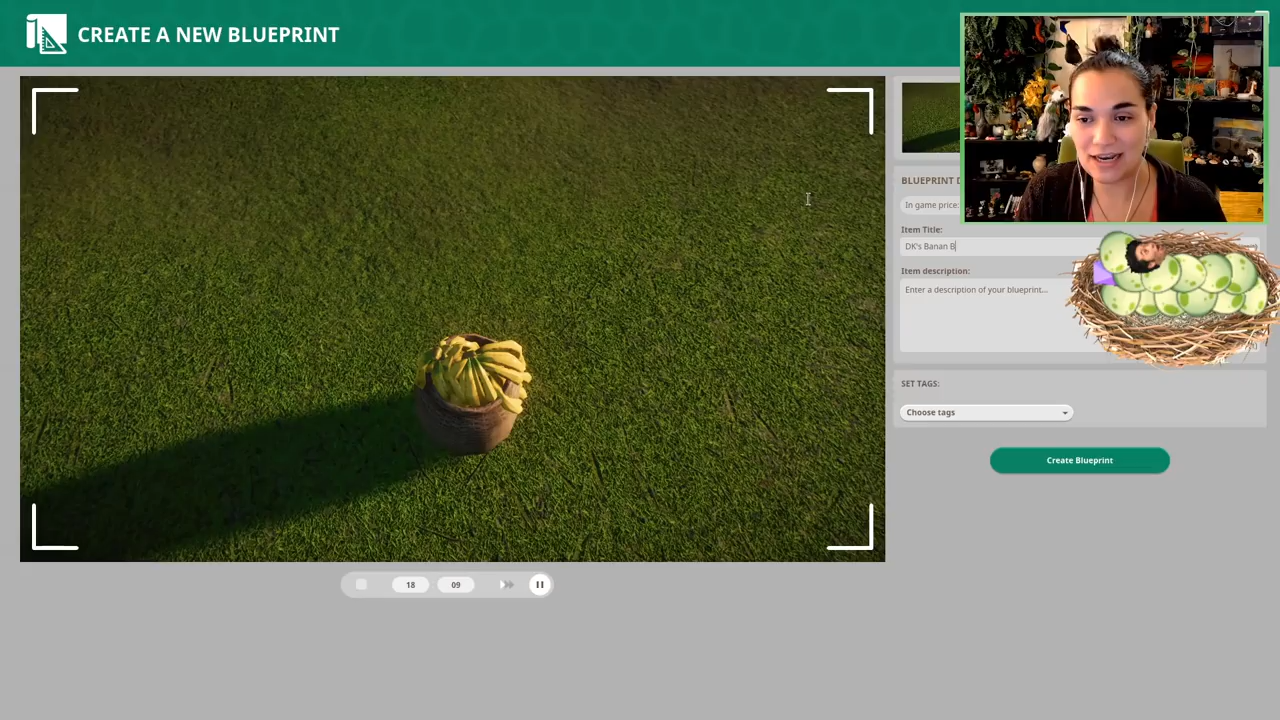 CREATE A NEW BLUEPRINT
BLUEPRINT
In game price:
Item Title:
DK's Banan B
Item description:
Enter a description of your blueprint...
SET TAGS:
Choose tags
Create Blueprint
18 09